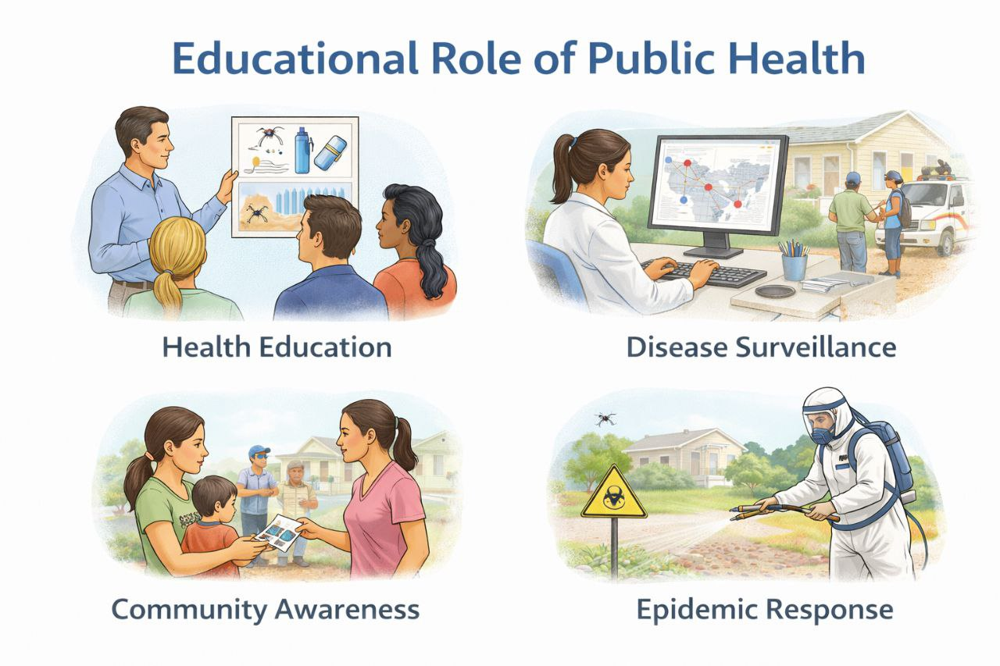 Educational Role of Public Health
Health Education
Disease Surveillance
Community Awareness
Epidemic Response